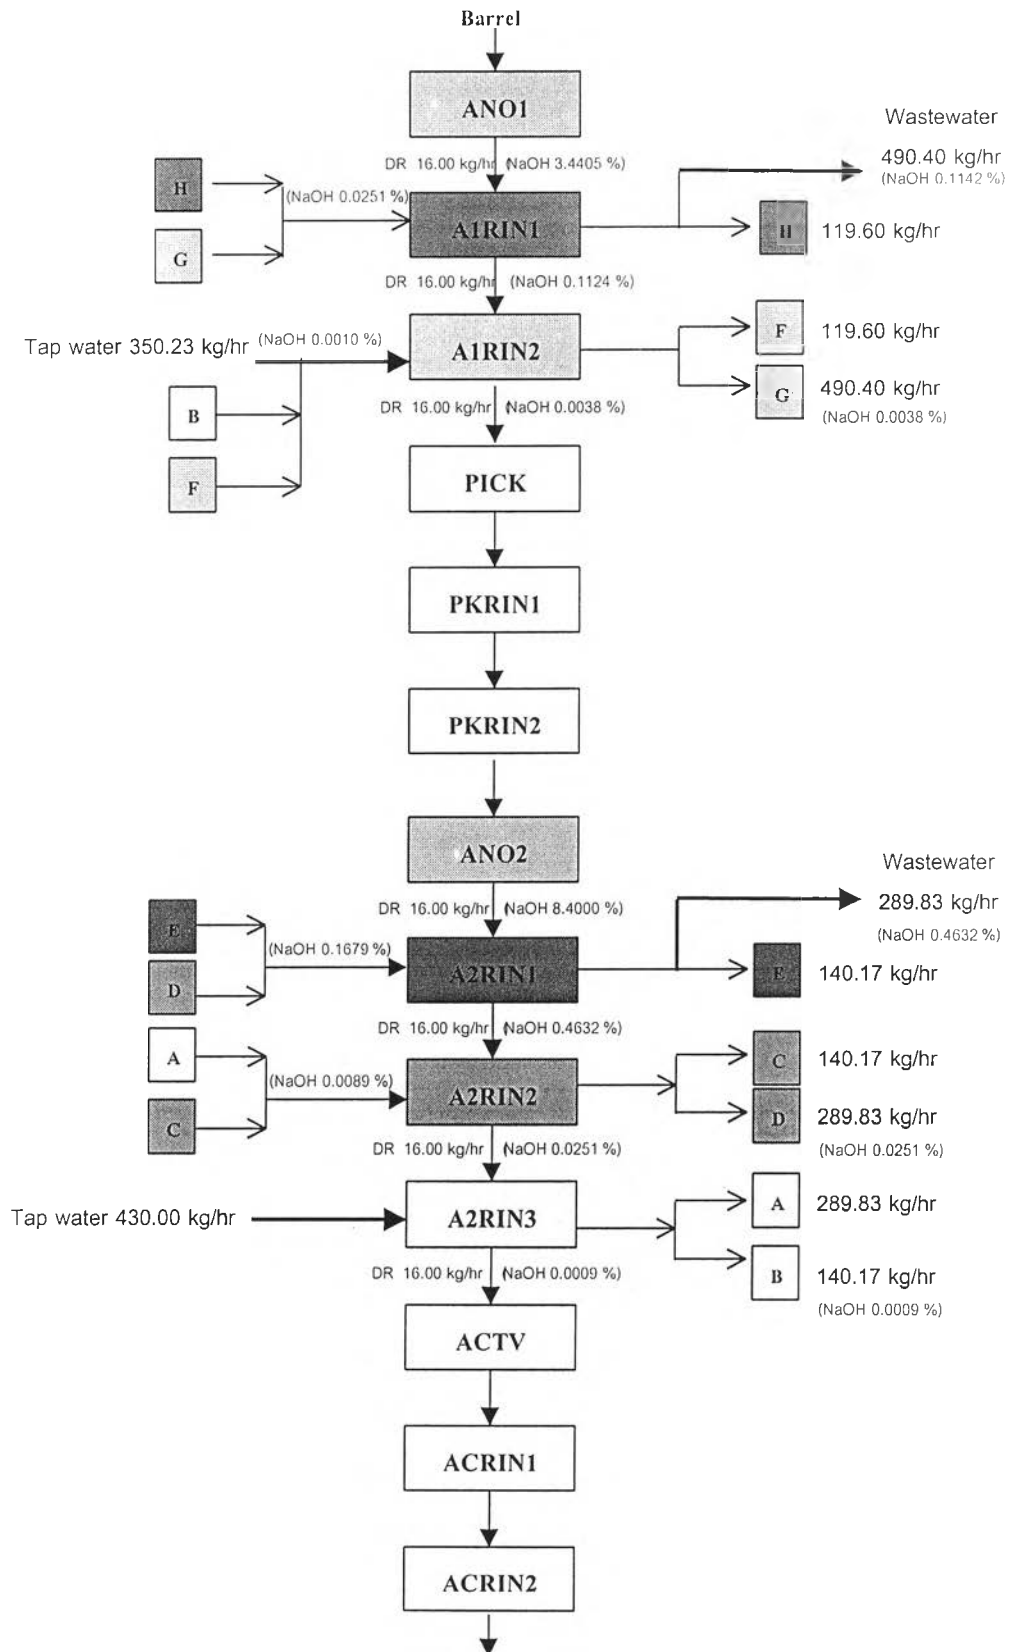 Barrel
ANO1
Wastewater
DR 16.00 kg/hr (NaOH 3.4405 %)
490.40 kg/hr
(NaOH 0.1142 %)
H
(NaOH 0.0251 %)
A1RIN1
H 119.60 kg/hr
G
DR 16.00 kg/hr (NaOH 0.1124 %)
F 119.60 kg/hr
Tap water 350.23 kg/hr (NaOH 0.0010 %)
A1RIN2
G 490.40 kg/hr
(NaOH 0.0038 %)
B
DR 16.00 kg/hr (NaOH 0.0038 %)
F
PICK
PKRIN1
PKRIN2
ANO2
Wastewater
289.83 kg/hr
(NaOH 0.4632 %)
DR 16.00 kg/hr (NaOH 8.4000 %)
E
(NaOH 0.1679 %)
A2RIN1
E 140.17 kg/hr
D
DR 16.00 kg/hr (NaOH 0.4632 %)
A
C 140.17 kg/hr
(NaOH 0.0089 %)
A2RIN2
D 289.83 kg/hr
(NaOH 0.0251 %)
C
DR 16.00 kg/hr (NaOH 0.0251 %)
A 289.83 kg/hr
Tap water 430.00 kg/hr
A2RIN3
B 140.17 kg/hr
(NaOH 0.0009 %)
DR 16.00 kg/hr (NaOH 0.0009 %)
ACTV
ACRIN1
ACRIN2